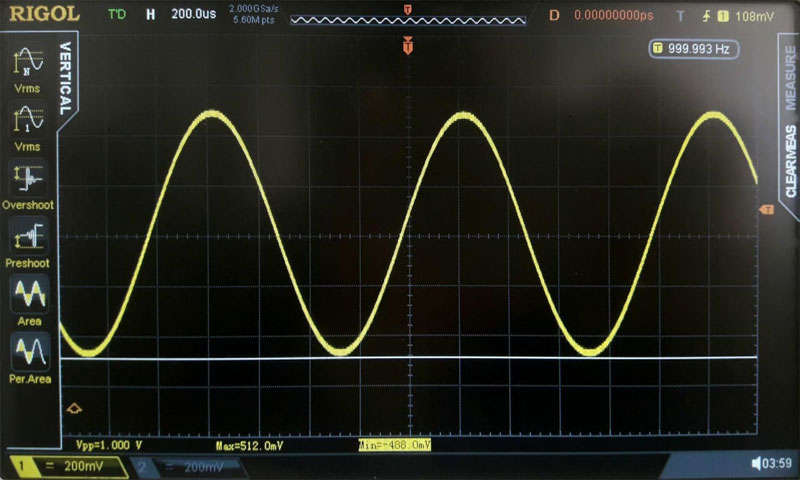 RIGOL T'D H 200.0us 2.000GSa/s 5.60M pts D 0.00000000ps T 1 108mV
T 999.993 Hz
VERTICAL
N
Vrms
1
Vrms
Overshoot
Preshoot
Area
Per.Area
MEASURE
CLEARMEAS
T
T
T
Vpp=1.000 V Max=512.0mV Min=-488.0mV
1 = 200mV 2 = 200mV 03:59